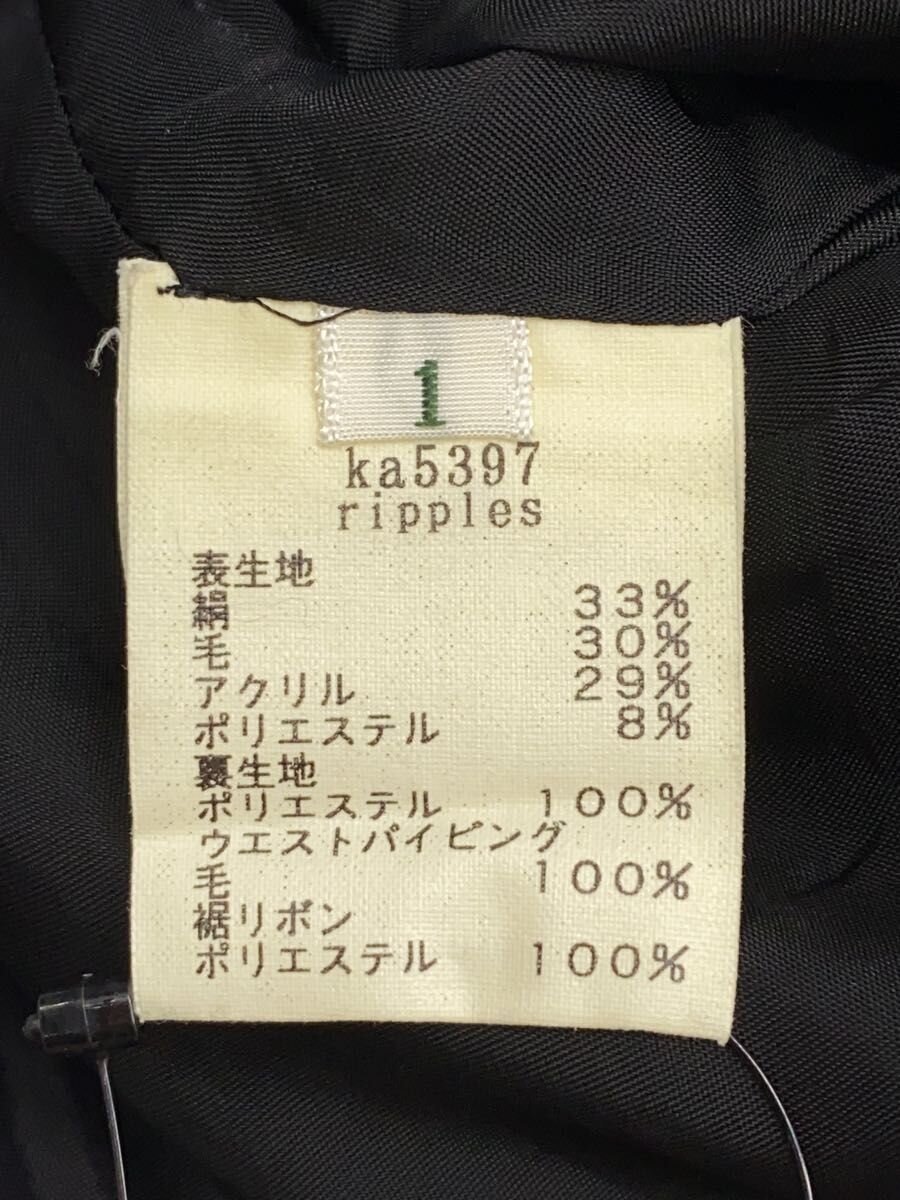 1
ka5397
ripples
表生地
絹 33%
毛 30%
アクリル 29%
ポリエステル 8%
裏生地
ポリエステル 100%
ウエストパイピング
毛 100%
裾リボン
ポリエステル 100%